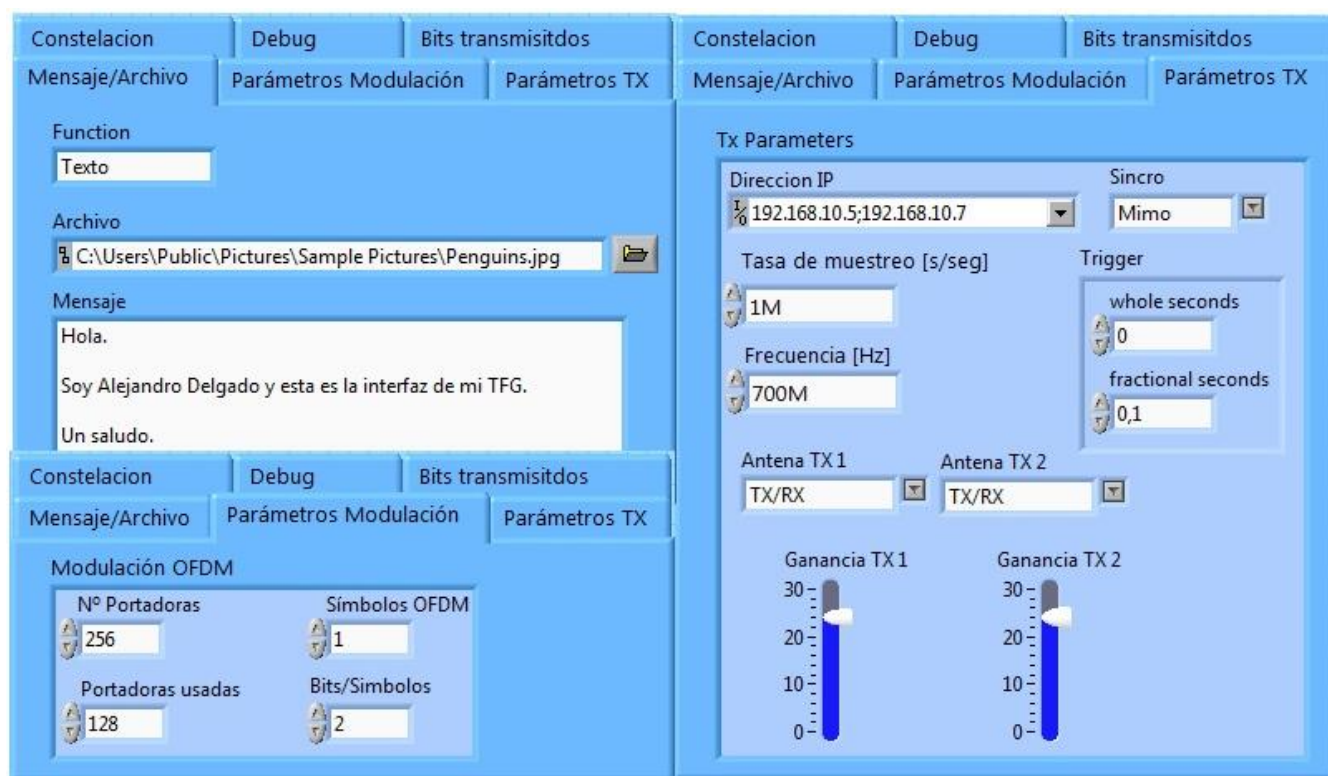 Constelacion Debug Bits transmisitdos
Mensaje/Archivo Parámetros Modulación Parámetros TX
Function
Texto
Archivo
C:\Users\Public\Pictures\Sample Pictures\Penguins.jpg
Mensaje
Hola.
Soy Alejandro Delgado y esta es la interfaz de mi TFG.
Un saludo.
Constelacion Debug Bits transmisitdos
Mensaje/Archivo Parámetros Modulación Parámetros TX
Modulación OFDM
Nº Portadoras Símbolos OFDM
256 1
Portadoras usadas Bits/Simbolos
128 2
Constelacion Debug Bits transmisitdos
Mensaje/Archivo Parámetros Modulación Parámetros TX
Tx Parameters
Direccion IP Sincro
I/O 192.168.10.5;192.168.10.7 Mimo
Tasa de muestreo [s/seg] Trigger
1M
whole seconds
0
Frecuencia [Hz]
700M
fractional seconds
0,1
Antena TX 1 Antena TX 2
TX/RX TX/RX
Ganancia TX 1 Ganancia TX 2
30 30
20 20
10 10
0 0